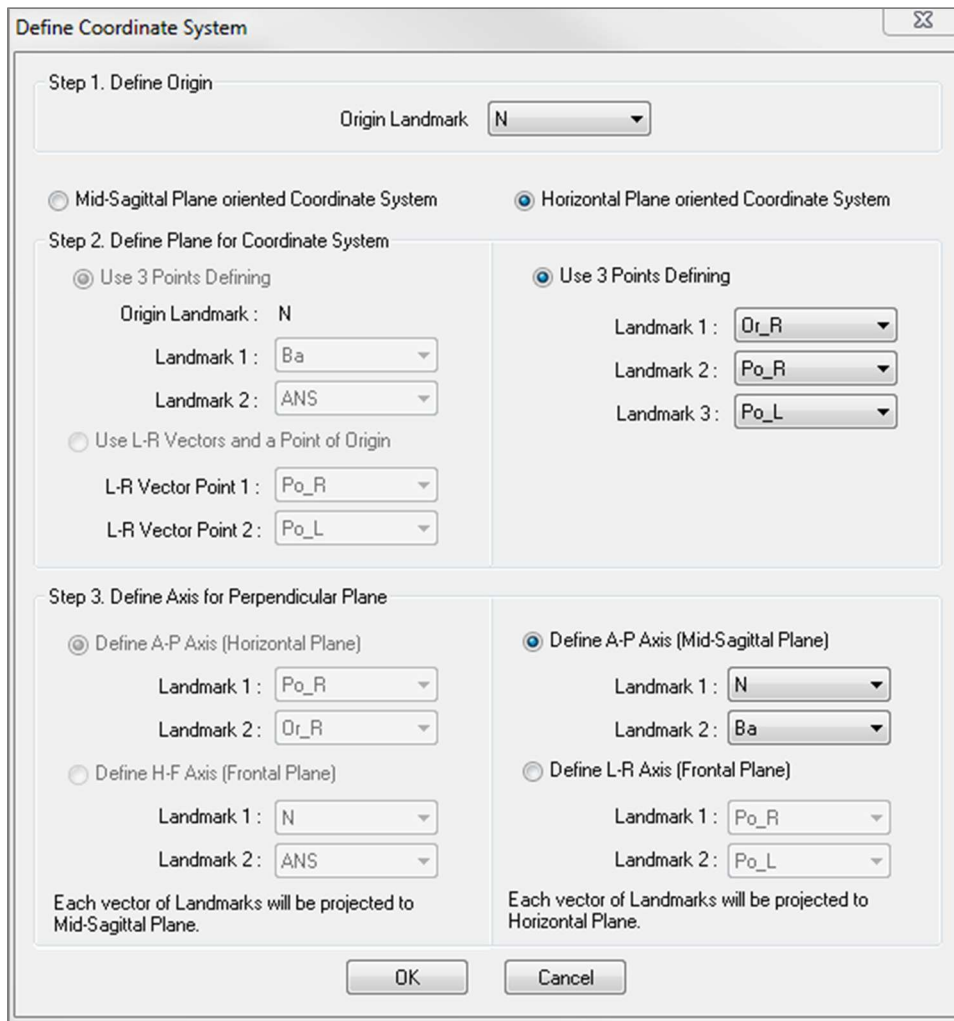 Define Coordinate System
Step 1. Define Origin
Origin Landmark N
Mid-Sagittal Plane oriented Coordinate System
Horizontal Plane oriented Coordinate System
Step 2. Define Plane for Coordinate System
Use 3 Points Defining
Origin Landmark : N
Landmark 1 : Ba
Landmark 2 : ANS
Use L-R Vectors and a Point of Origin
L-R Vector Point 1 : Po_R
L-R Vector Point 2 : Po_L
Use 3 Points Defining
Landmark 1 : Or_R
Landmark 2 : Po_R
Landmark 3 : Po_L
Step 3. Define Axis for Perpendicular Plane
Define A-P Axis (Horizontal Plane)
Landmark 1 : Po_R
Landmark 2 : Or_R
Define H-F Axis (Frontal Plane)
Landmark 1 : N
Landmark 2 : ANS
Each vector of Landmarks will be projected to
Mid-Sagittal Plane.
Define A-P Axis (Mid-Sagittal Plane)
Landmark 1 : N
Landmark 2 : Ba
Define L-R Axis (Frontal Plane)
Landmark 1 : Po_R
Landmark 2 : Po_L
Each vector of Landmarks will be projected to
Horizontal Plane.
OK
Cancel